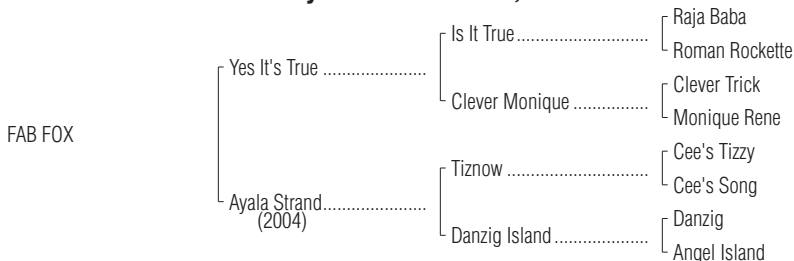 Raja Baba
Is It True
Roman Rockette
Yes It's True
Clever Trick
Clever Monique
Monique Rene
FAB FOX
Cee's Tizzy
Tiznow
Cee's Song
Ayala Strand
(2004)
Danzig
Danzig Island
Angel Island